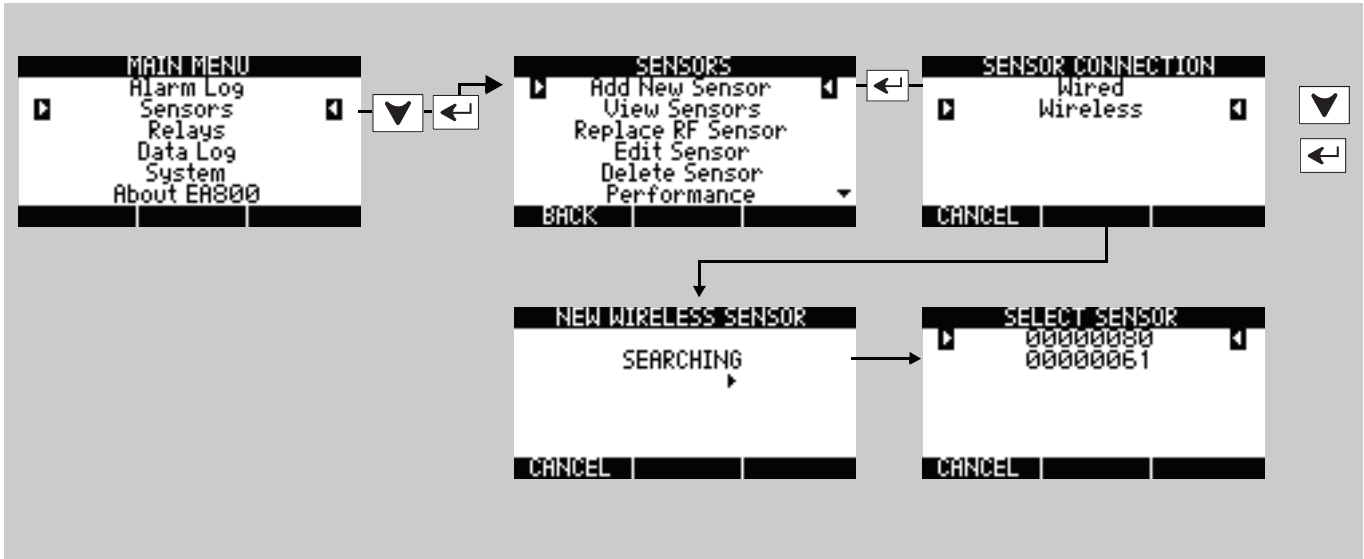 MAIN MENU
Alarm Log
Sensors
Relays
Data Log
System
About EA800
SENSORS
Add New Sensor
View Sensors
Replace RF Sensor
Edit Sensor
Delete Sensor
Performance
BACK
SENSOR CONNECTION
Wired
Wireless
CANCEL
NEW WIRELESS SENSOR
SEARCHING
CANCEL
SELECT SENSOR
00000080
00000061
CANCEL